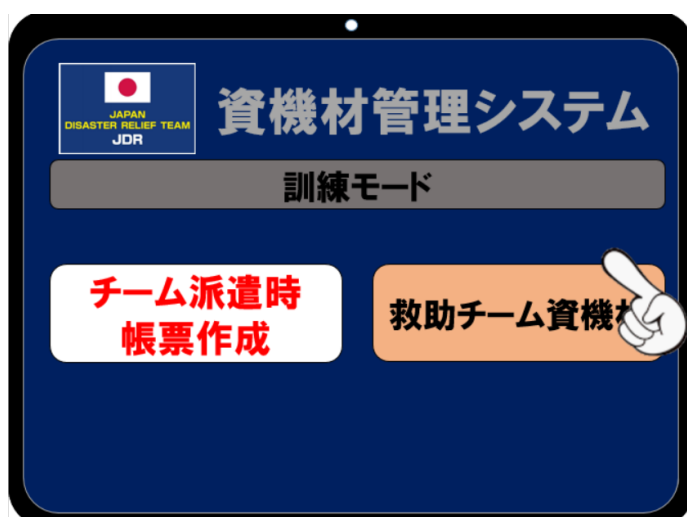 JAPAN
DISASTER RELIEF TEAM
JDR
資機材管理システム
訓練モード
チーム派遣時
帳票作成
救助チーム資機